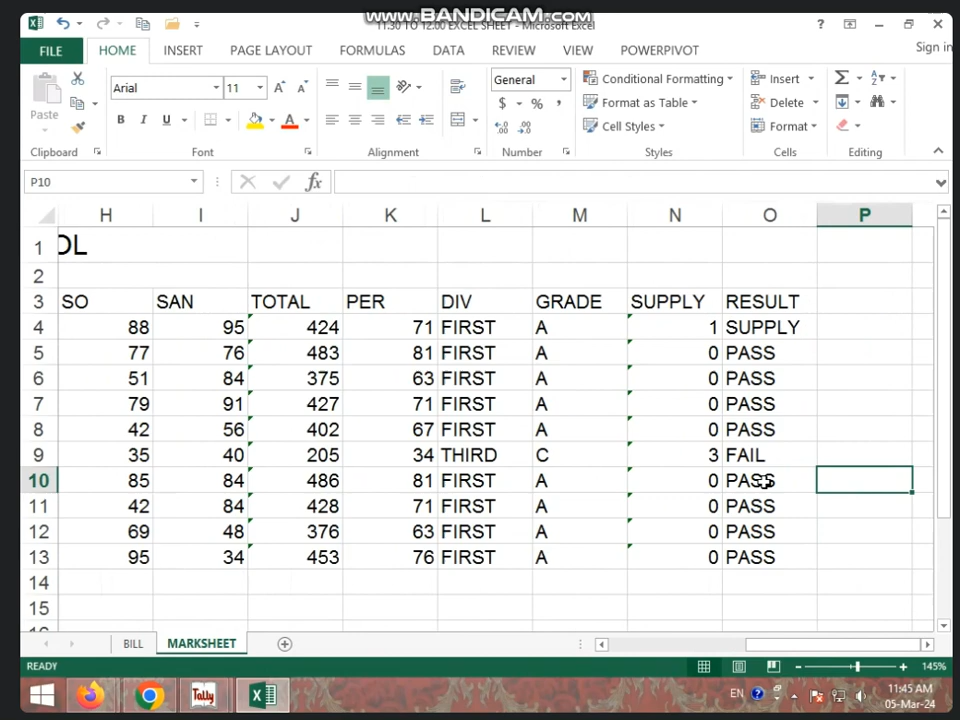 www.BANDICAM.com
11.30 TO 12.00 EXCEL SHEET - Microsoft Excel
Sign in
FILE HOME INSERT PAGE LAYOUT FORMULAS DATA REVIEW VIEW POWERPIVOT
Arial 11 General Conditional Formatting Insert
Paste $ % , Format as Table Delete
B I U A Cell Styles Format
Clipboard Font Alignment Number Styles Cells Editing
P10 fx
H I J K L M N O P
1 OL
2
3 SO SAN TOTAL PER DIV GRADE SUPPLY RESULT
4 88 95 424 71 FIRST A 1 SUPPLY
5 77 76 483 81 FIRST A 0 PASS
6 51 84 375 63 FIRST A 0 PASS
7 79 91 427 71 FIRST A 0 PASS
8 42 56 402 67 FIRST A 0 PASS
9 35 40 205 34 THIRD C 3 FAIL
10 85 84 486 81 FIRST A 0 PASS
11 42 84 428 71 FIRST A 0 PASS
12 69 48 376 63 FIRST A 0 PASS
13 95 34 453 76 FIRST A 0 PASS
14
15
BILL MARKSHEET
READY 145%
Tally EN 11:45 AM
05-Mar-24